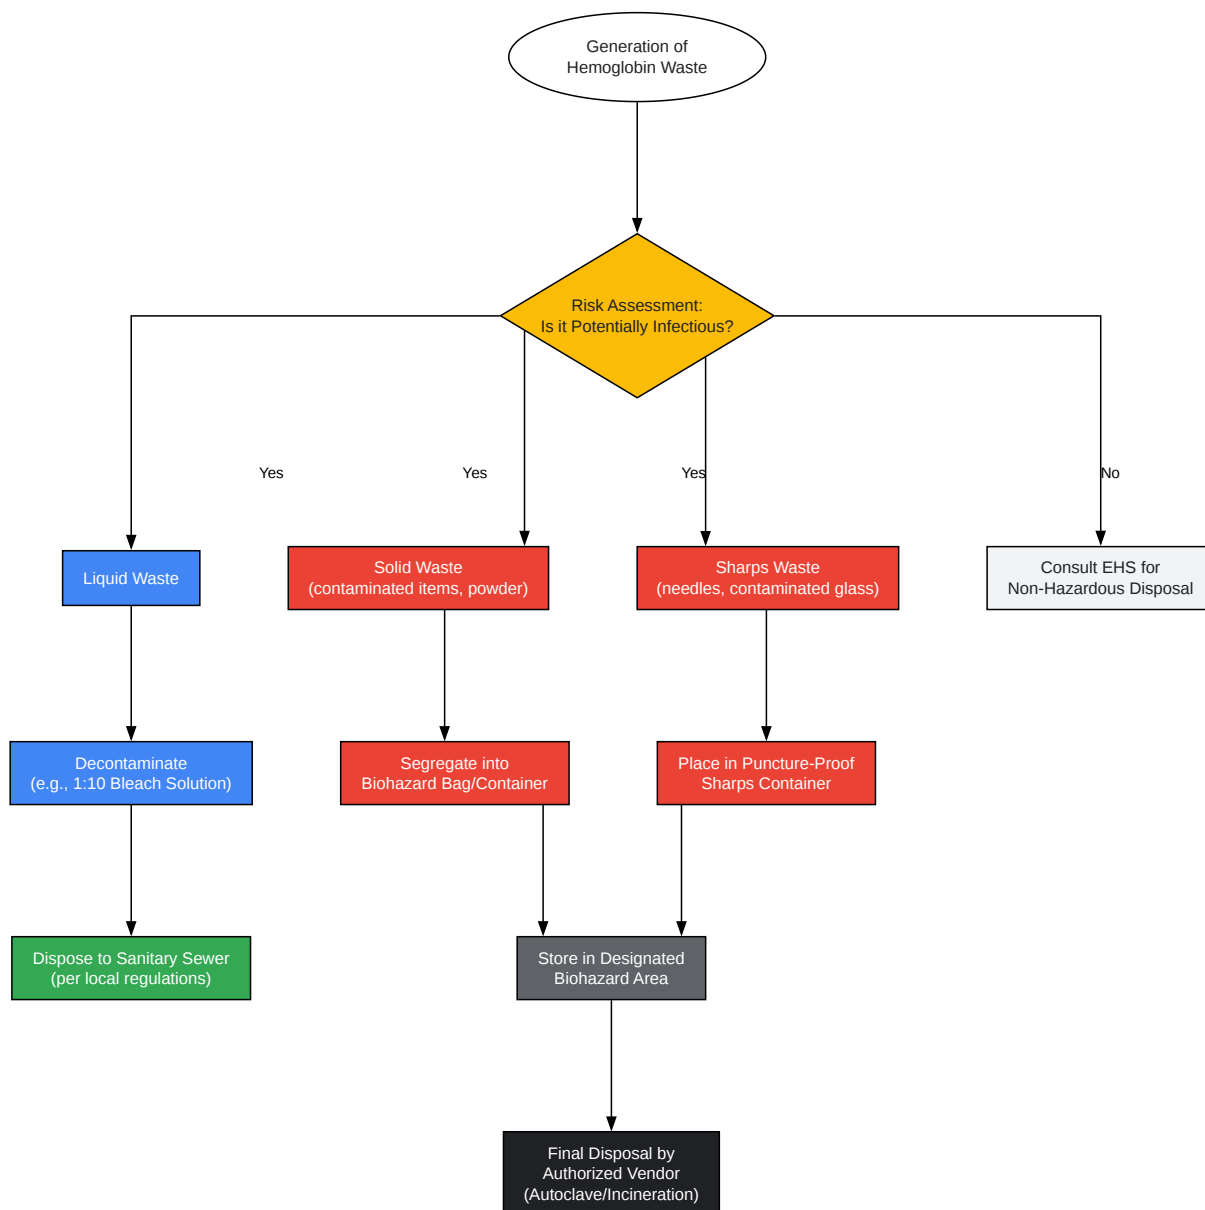 Generation of
Hemoglobin Waste
Risk Assessment:
Is it Potentially Infectious?
Yes
Yes
Yes
No
Liquid Waste
Solid Waste
(contaminated items, powder)
Sharps Waste
(needles, contaminated glass)
Consult EHS for
Non-Hazardous Disposal
Decontaminate
(e.g., 1:10 Bleach Solution)
Segregate into
Biohazard Bag/Container
Place in Puncture-Proof
Sharps Container
Dispose to Sanitary Sewer
(per local regulations)
Store in Designated
Biohazard Area
Final Disposal by
Authorized Vendor
(Autoclave/Incineration)